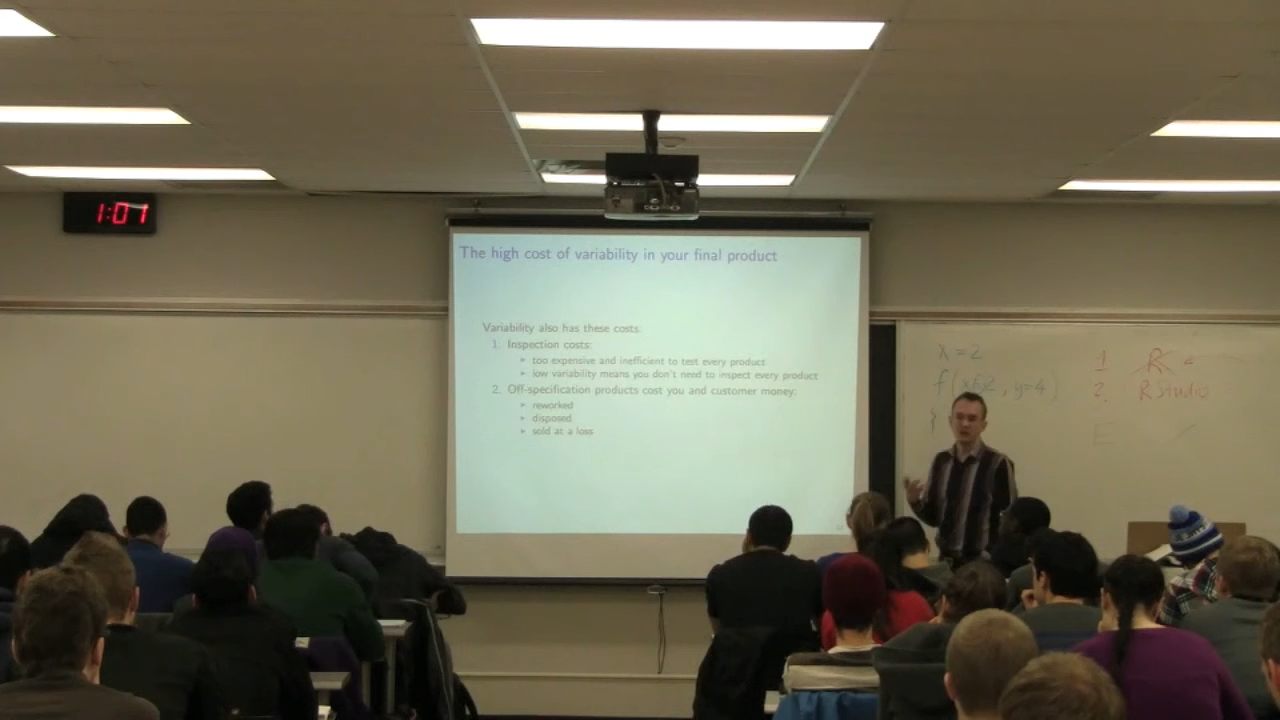 1:07
The high cost of variability in your final product
Variability also has these costs:
1. Inspection costs:
▸ too expensive and inefficient to test every product
▸ low variability means you don't need to inspect every product
2. Off-specification products cost you and customer money:
▸ reworked
▸ disposed
▸ sold at a loss
x = 2
1 R
, y=4)
2. R Studio
E